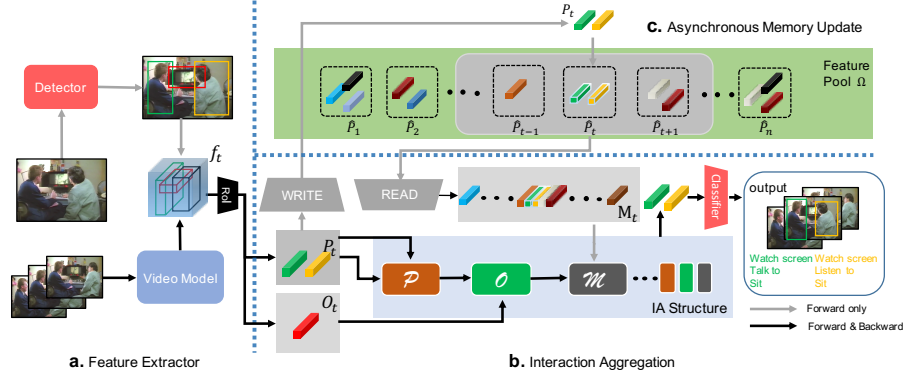 P_t
c. Asynchronous Memory Update
Feature
Pool Ω
Detector
P̂_1
P̂_2
P̂_{t−1}
P̂_t
P̂_{t+1}
P̂_n
f_t
RoI
WRITE
READ
M_t
Classifier
output
Watch screen
Talk to
Sit
Watch screen
Listen to
Sit
Video Model
P_t
P
O
M
IA Structure
O_t
Forward only
Forward & Backward
a. Feature Extractor
b. Interaction Aggregation